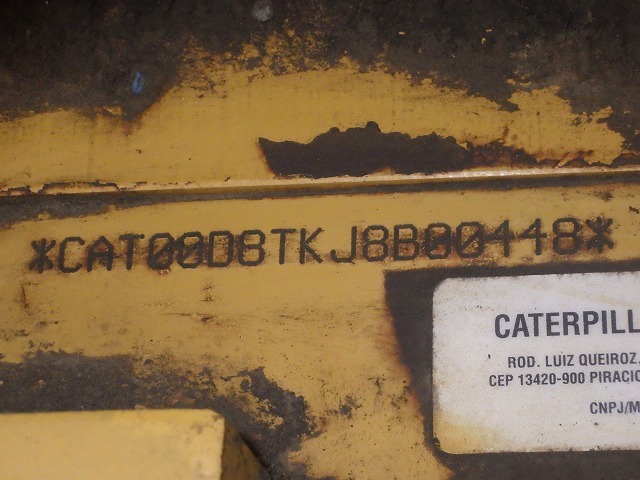 *CAT00D8TKJ8B00448*
CATERPILL
ROD. LUIZ QUEIROZ,
CEP 13420-900 PIRACIC
CNPJ/M